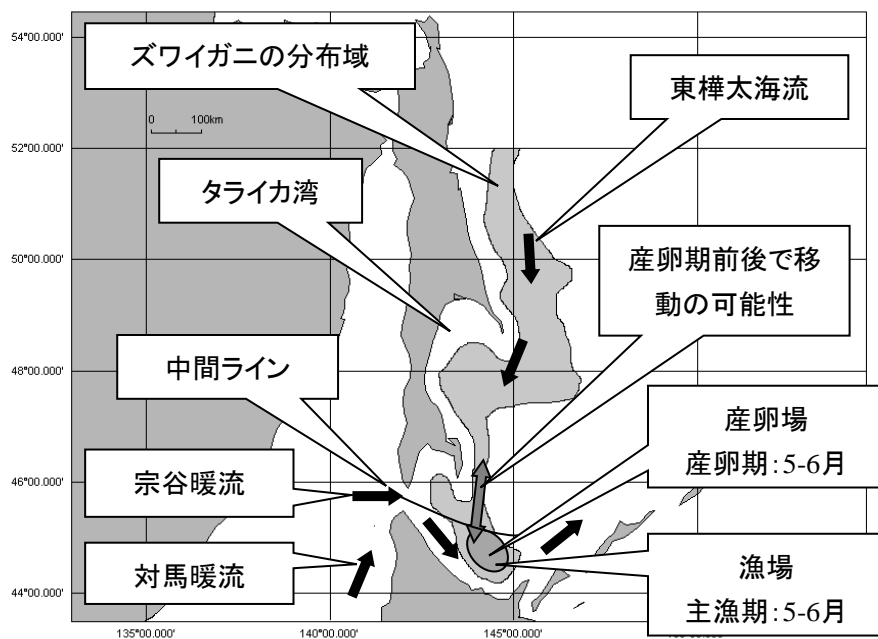 54°00.000'
ズワイガニの分布域
東樺太海流
0 100km
52°00.000'
タライカ湾
50°00.000'
産卵期前後で移
動の可能性
48°00.000'
中間ライン
産卵場
産卵期:5-6月
46°00.000'
宗谷暖流
対馬暖流
漁場
主漁期:5-6月
44°00.000'
135°00.000'
140°00.000'
145°00.000'